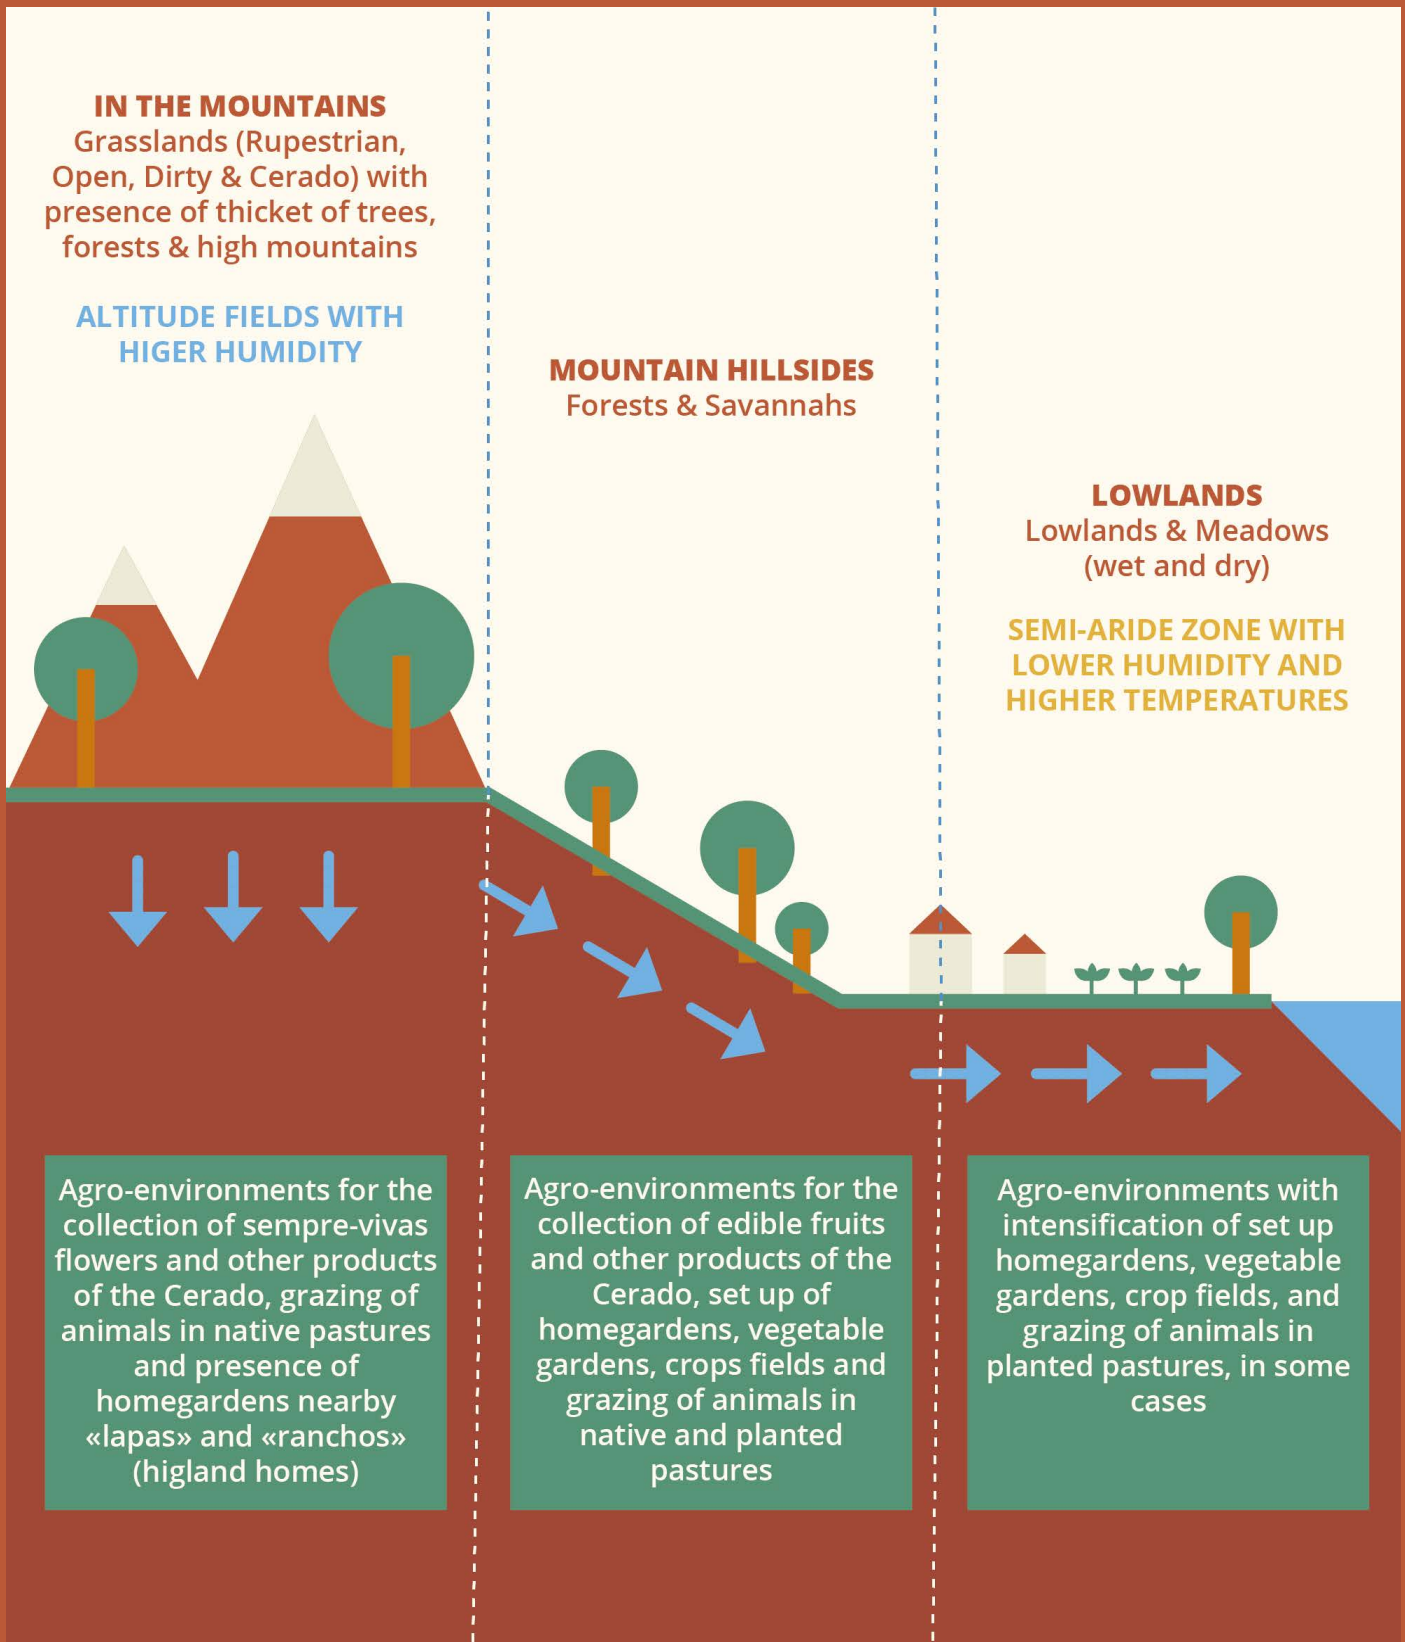 IN THE MOUNTAINS
Grasslands (Rupestrian,
Open, Dirty & Cerado) with
presence of thicket of trees,
forests & high mountains
ALTITUDE FIELDS WITH
HIGER HUMIDITY
MOUNTAIN HILLSIDES
Forests & Savannahs
LOWLANDS
Lowlands & Meadows
(wet and dry)
SEMI-ARIDE ZONE WITH
LOWER HUMIDITY AND
HIGHER TEMPERATURES
Agro-environments for the
collection of sempre-vivas
flowers and other products
of the Cerado, grazing of
animals in native pastures
and presence of
homegardens nearby
«lapas» and «ranchos»
(higland homes)
Agro-environments for the
collection of edible fruits
and other products of the
Cerado, set up of
homegardens, vegetable
gardens, crops fields and
grazing of animals in
native and planted
pastures
Agro-environments with
intensification of set up
homegardens, vegetable
gardens, crop fields, and
grazing of animals in
planted pastures, in some
cases